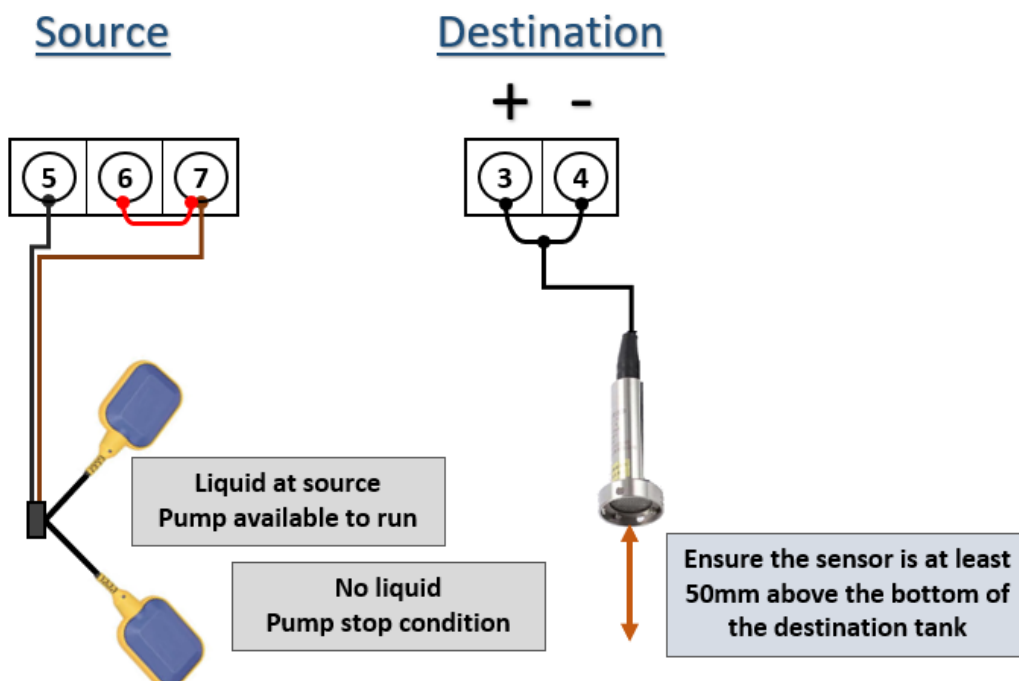 Source
Destination
+ -
5 6 7
3 4
Liquid at source
Pump available to run
No liquid
Pump stop condition
Ensure the sensor is at least
50mm above the bottom of
the destination tank